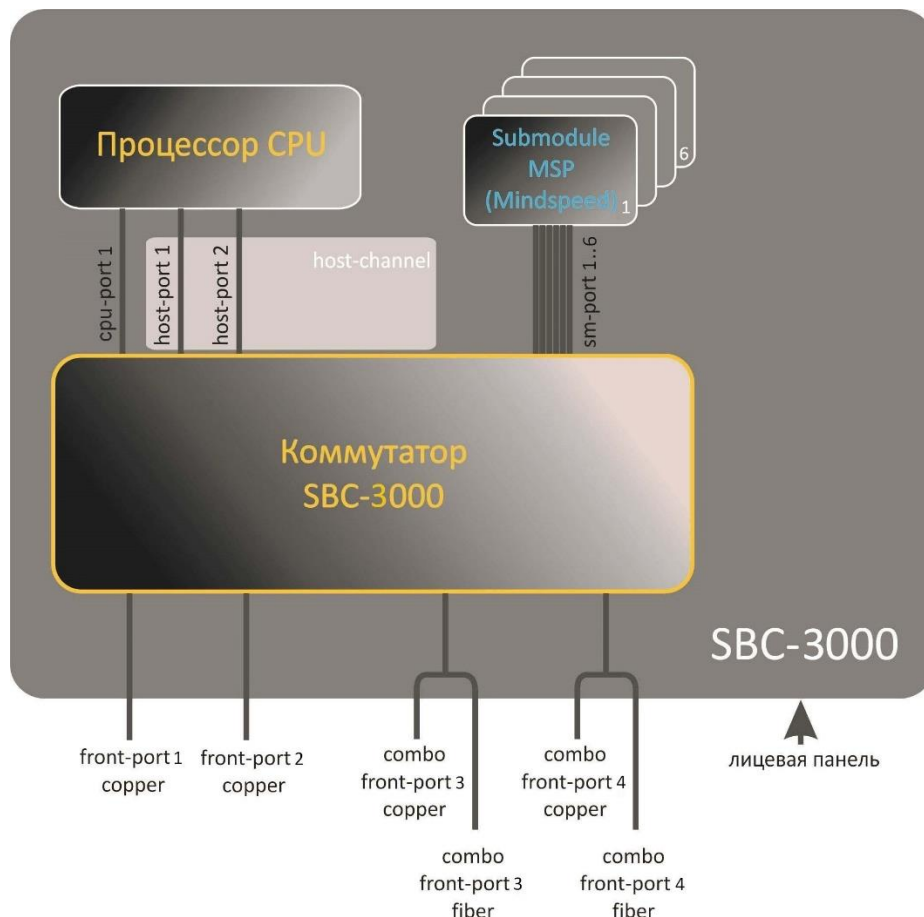 Процессор CPU
Submodule
MSP
(Mindspeed)
1
6
cpu-port 1
host-port 1
host-port 2
host-channel
sm-port 1..6
Коммутатор
SBC-3000
SBC-3000
front-port 1
copper
front-port 2
copper
combo
front-port 3
copper
combo
front-port 4
copper
лицевая панель
combo
front-port 3
fiber
combo
front-port 4
fiber